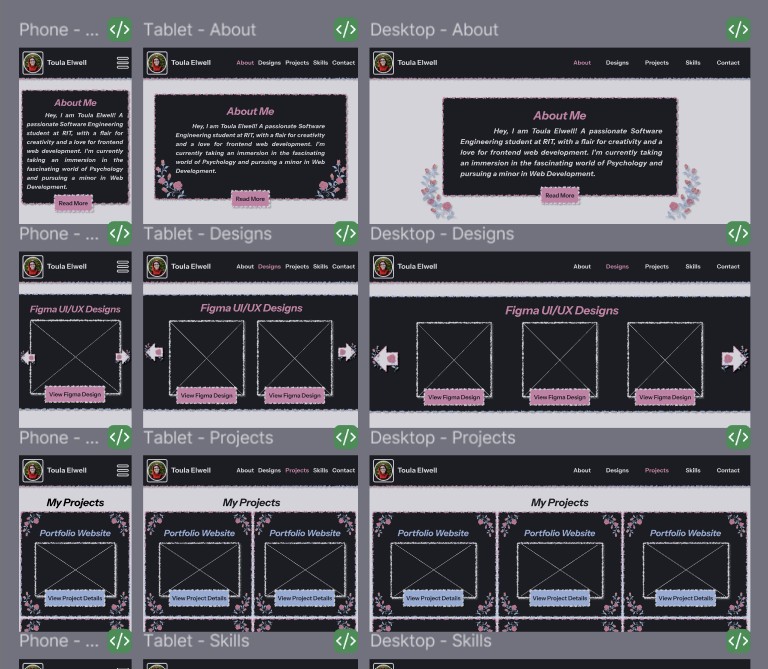 Phone - ...
</>
Tablet - About
</>
Desktop - About
</>
Toula Elwell
Toula Elwell
About Designs Projects Skills Contact
Toula Elwell
About Designs Projects Skills Contact
About Me
Hey, I am Toula Elwell! A
passionate Software Engineering
student at RIT, with a flair for
creativity and a love for frontend
web development. I'm currently
taking an immersion in the
fascinating world of Psychology
and pursuing a minor in Web
Development.
Read More
About Me
Hey, I am Toula Elwell! A passionate Software
Engineering student at RIT, with a flair for creativity
and a love for frontend web development. I'm
currently taking an immersion in the fascinating
world of Psychology and pursuing a minor in Web
Development.
Read More
About Me
Hey, I am Toula Elwell! A passionate Software
Engineering student at RIT, with a flair for creativity and a
love for frontend web development. I'm currently taking
an immersion in the fascinating world of Psychology and
pursuing a minor in Web Development.
Read More
Phone - ...
</>
Tablet - Designs
</>
Desktop - Designs
</>
Toula Elwell
Toula Elwell
About Designs Projects Skills Contact
Toula Elwell
About Designs Projects Skills Contact
Figma UI/UX Designs
View Figma Design
Figma UI/UX Designs
View Figma Design
View Figma Design
Figma UI/UX Designs
View Figma Design
View Figma Design
View Figma Design
Phone - ...
</>
Tablet - Projects
</>
Desktop - Projects
</>
Toula Elwell
Toula Elwell
About Designs Projects Skills Contact
Toula Elwell
About Designs Projects Skills Contact
My Projects
Portfolio Website
View Project Details
My Projects
Portfolio Website
View Project Details
Portfolio Website
View Project Details
My Projects
Portfolio Website
View Project Details
Portfolio Website
View Project Details
Portfolio Website
View Project Details
Phone - ...
</>
Tablet - Skills
</>
Desktop - Skills
</>